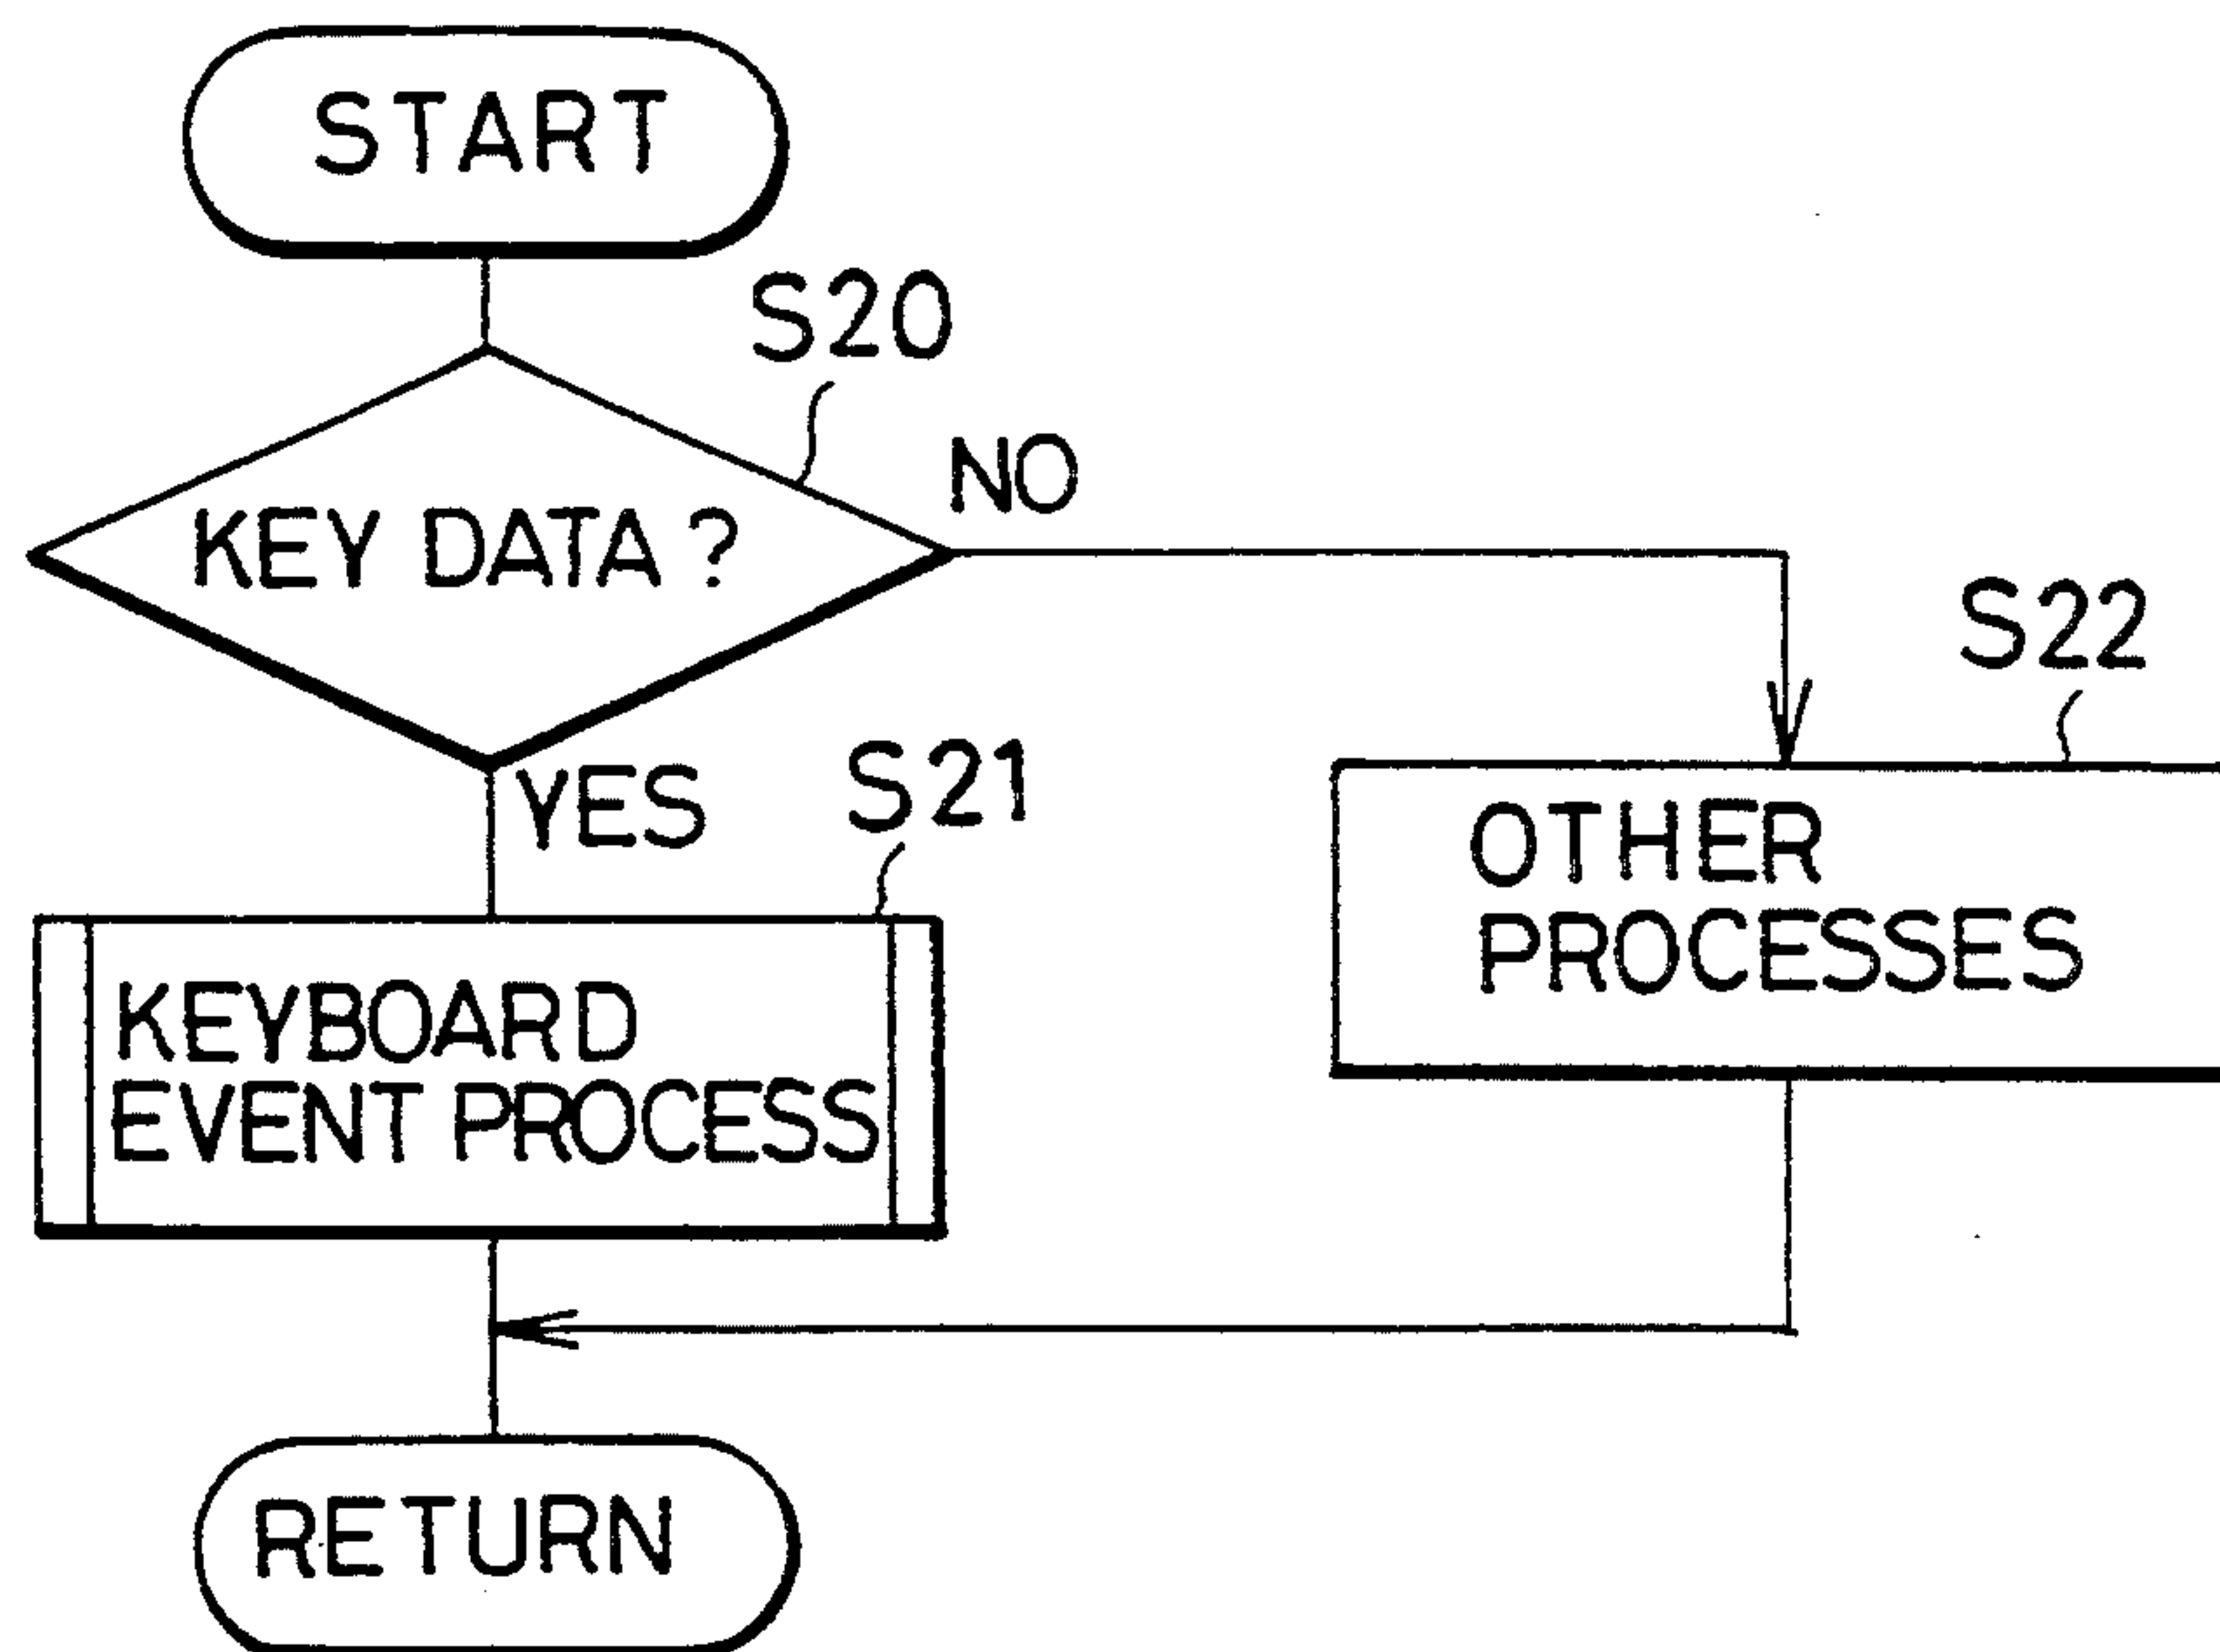 START
S20
NO
KEY DATA ?
S22
YES
S21
OTHER
PROCESSES
KEYBOARD
EVENT PROCESS
RETURN